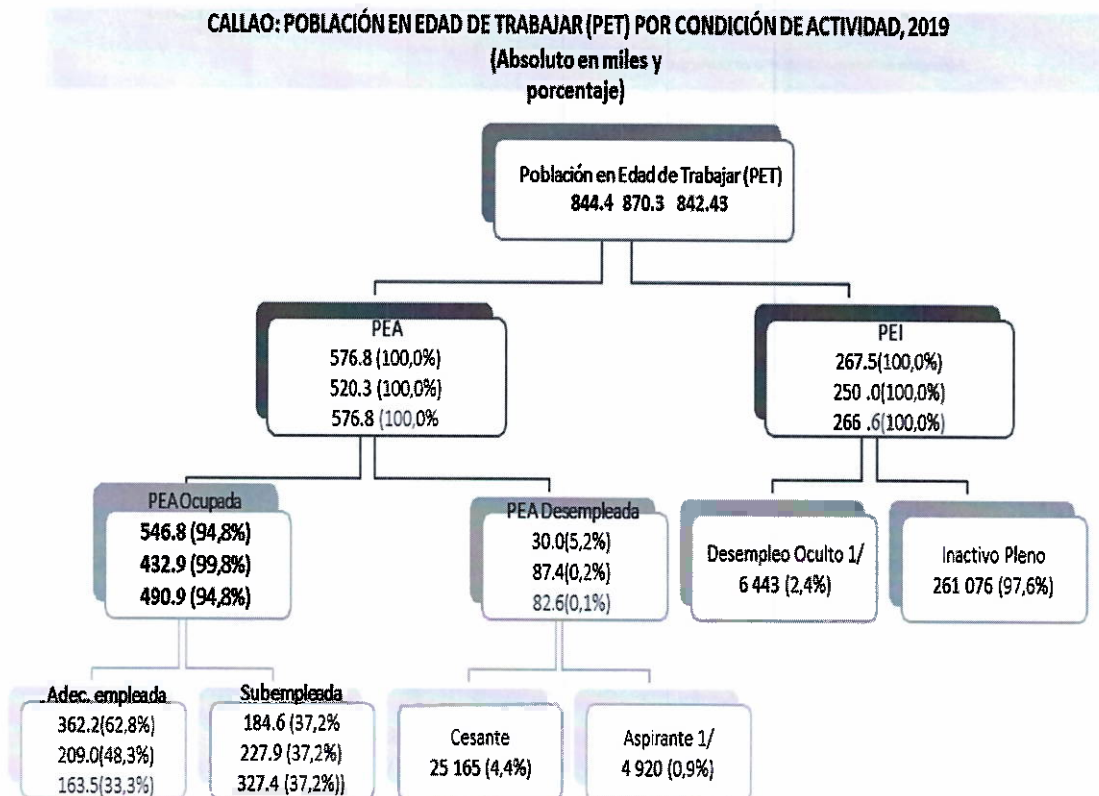 CALLAO: POBLACIÓN EN EDAD DE TRABAJAR (PET) POR CONDICIÓN DE ACTIVIDAD, 2019
(Absoluto en miles y
porcentaje)
Población en Edad de Trabajar (PET)
844.4 870.3 842.43
PEA
576.8 (100,0%)
520.3 (100,0%)
576.8 (100,0%
PEI
267.5(100,0%)
250 .0(100,0%)
266 .6(100,0%)
PEA Ocupada
546.8 (94,8%)
432.9 (99,8%)
490.9 (94,8%)
PEA Desempleada
30.0(5,2%)
87.4(0,2%)
82.6(0,1%)
Desempleo Oculto 1/
6 443 (2,4%)
Inactivo Pleno
261 076 (97,6%)
Adec. empleada
362.2(62,8%)
209.0(48,3%)
163.5(33,3%)
Subempleada
184.6 (37,2%
227.9 (37,2%)
327.4 (37,2%))
Cesante
25 165 (4,4%)
Aspirante 1/
4 920 (0,9%)